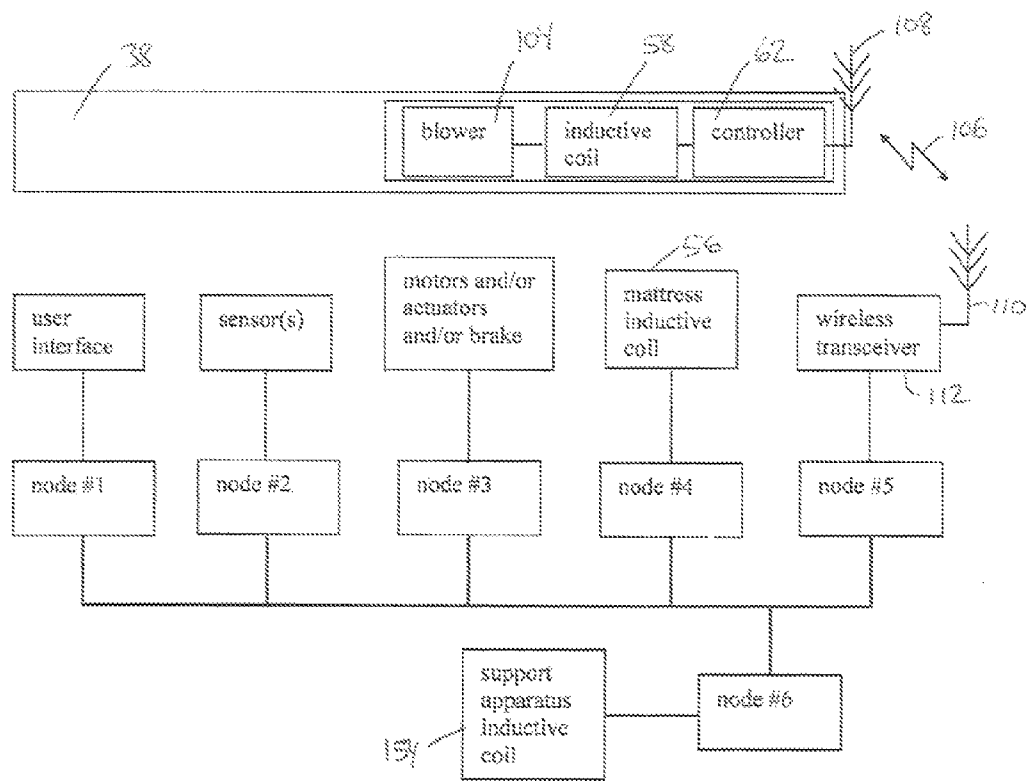 38
104
58
62
108
blower
inductive
coil
controller
106
user
interface
sensor(s)
motors and/or
actuators
and/or brake
56
mattress
inductive
coil
wireless
transceiver
110
112
node #1
node #2
node #3
node #4
node #5
support
apparatus
inductive
coil
154
node #6